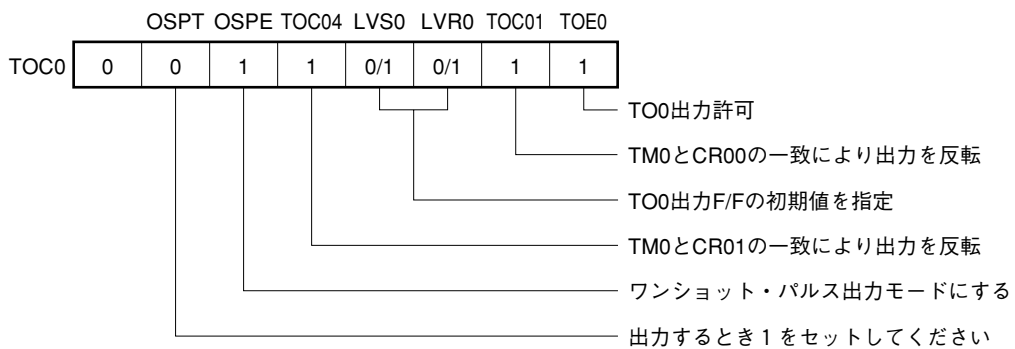 OSPT OSPE TOC04 LVS0 LVR0 TOC01 TOE0
TOC0 0 0 1 1 0/1 0/1 1 1
TO0出力許可
TM0とCR00の一致により出力を反転
TO0出力F/Fの初期値を指定
TM0とCR01の一致により出力を反転
ワンショット・パルス出力モードにする
出力するとき1をセットしてください